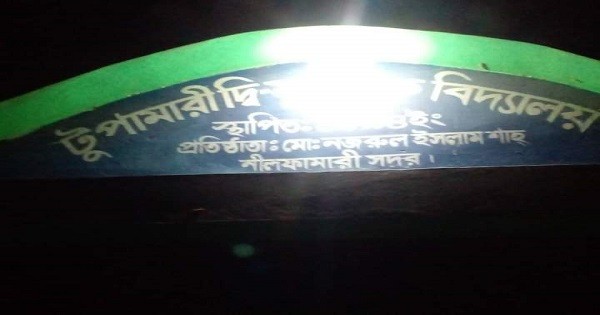 টুপামারী দ্বি- বিদ্যালয়
স্থাপিত: ইং
প্রতিষ্ঠাতা: মো: নজরুল ইসলাম শাহ
নীলফামারী সদর।